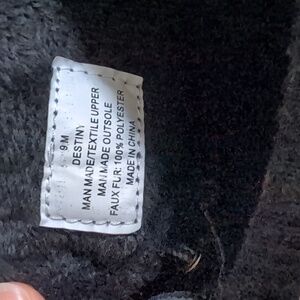 9 M
DESTINY
MAN MADE/TEXTILE UPPER
MAN MADE OUTSOLE
FAUX FUR: 100% POLYESTER
MADE IN CHINA